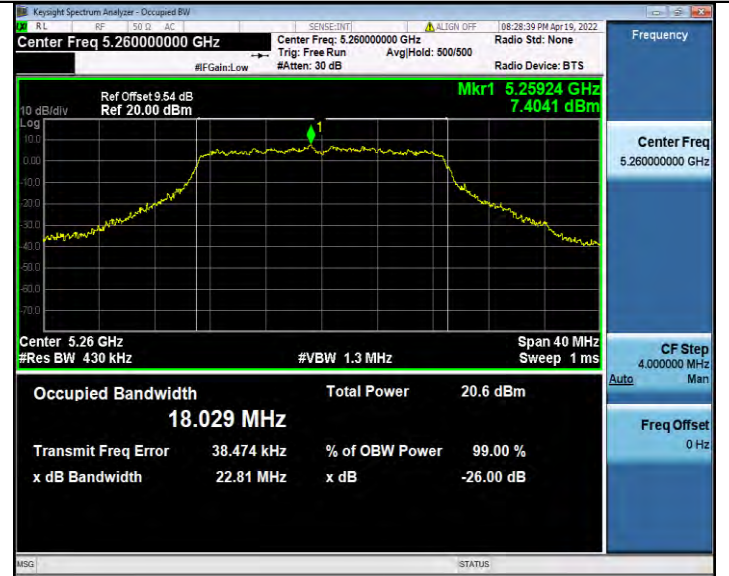 Keysight Spectrum Analyzer - Occupied BW
RL RF 50 Ω AC SENSE:INT ALIGN OFF 08:28:39 PM Apr 19, 2022
Center Freq 5.260000000 GHz
Center Freq: 5.260000000 GHz
Radio Std: None
Trig: Free Run Avg|Hold: 500/500
#IFGain:Low #Atten: 30 dB
Radio Device: BTS
Frequency
Ref Offset 9.54 dB
10 dB/div Ref 20.00 dBm
Mkr1 5.25924 GHz
7.4041 dBm
Log
10.0
0.00
-10.0
-20.0
-30.0
-40.0
-50.0
-60.0
-70.0
1
Center Freq
5.260000000 GHz
Center 5.26 GHz Span 40 MHz
#Res BW 430 kHz #VBW 1.3 MHz Sweep 1 ms
CF Step
4.000000 MHz
Auto Man
Freq Offset
0 Hz
Occupied Bandwidth Total Power 20.6 dBm
18.029 MHz
Transmit Freq Error 38.474 kHz % of OBW Power 99.00 %
x dB Bandwidth 22.81 MHz x dB -26.00 dB
MSG STATUS